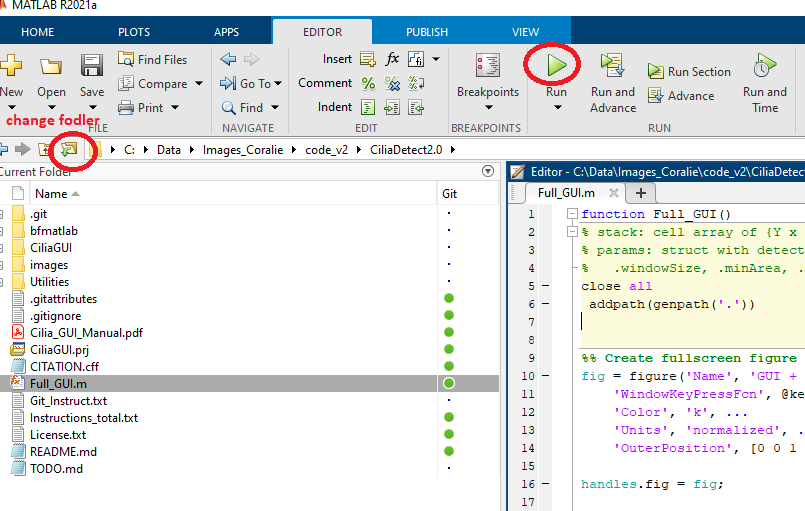 MATLAB R2021a
HOME PLOTS APPS EDITOR PUBLISH VIEW
New Open Save Find Files Compare Print
Insert fx Comment Indent
Go To Find
Breakpoints Run Run and Advance Run Section Advance Run and Time
change fodler
FILE NAVIGATE EDIT BREAKPOINTS RUN
C: Data Images_Coralie code_v2 CiliaDetect2.0
Current Folder
Name Git
.git
bfmatlab
CiliaGUI
images
Utilities
.gitattributes
.gitignore
Cilia_GUI_Manual.pdf
CiliaGUI.prj
CITATION.cff
Full_GUI.m
Git_Instruct.txt
Instructions_total.txt
License.txt
README.md
TODO.md
Editor - C:\Data\Images_Coralie\code_v2\CiliaDetec
Full_GUI.m
1 function Full_GUI()
2 % stack: cell array of {Y x
3 % params: struct with detect
4 % .windowSize, .minArea, .
5 close all
6 addpath(genpath('.'))
7
8
9 %% Create fullscreen figure
10 fig = figure('Name', 'GUI +
11 'WindowKeyPressFcn', @ke
12 'Color', 'k', ...
13 'Units', 'normalized', .
14 'OuterPosition', [0 0 1
15
16 handles.fig = fig;
17